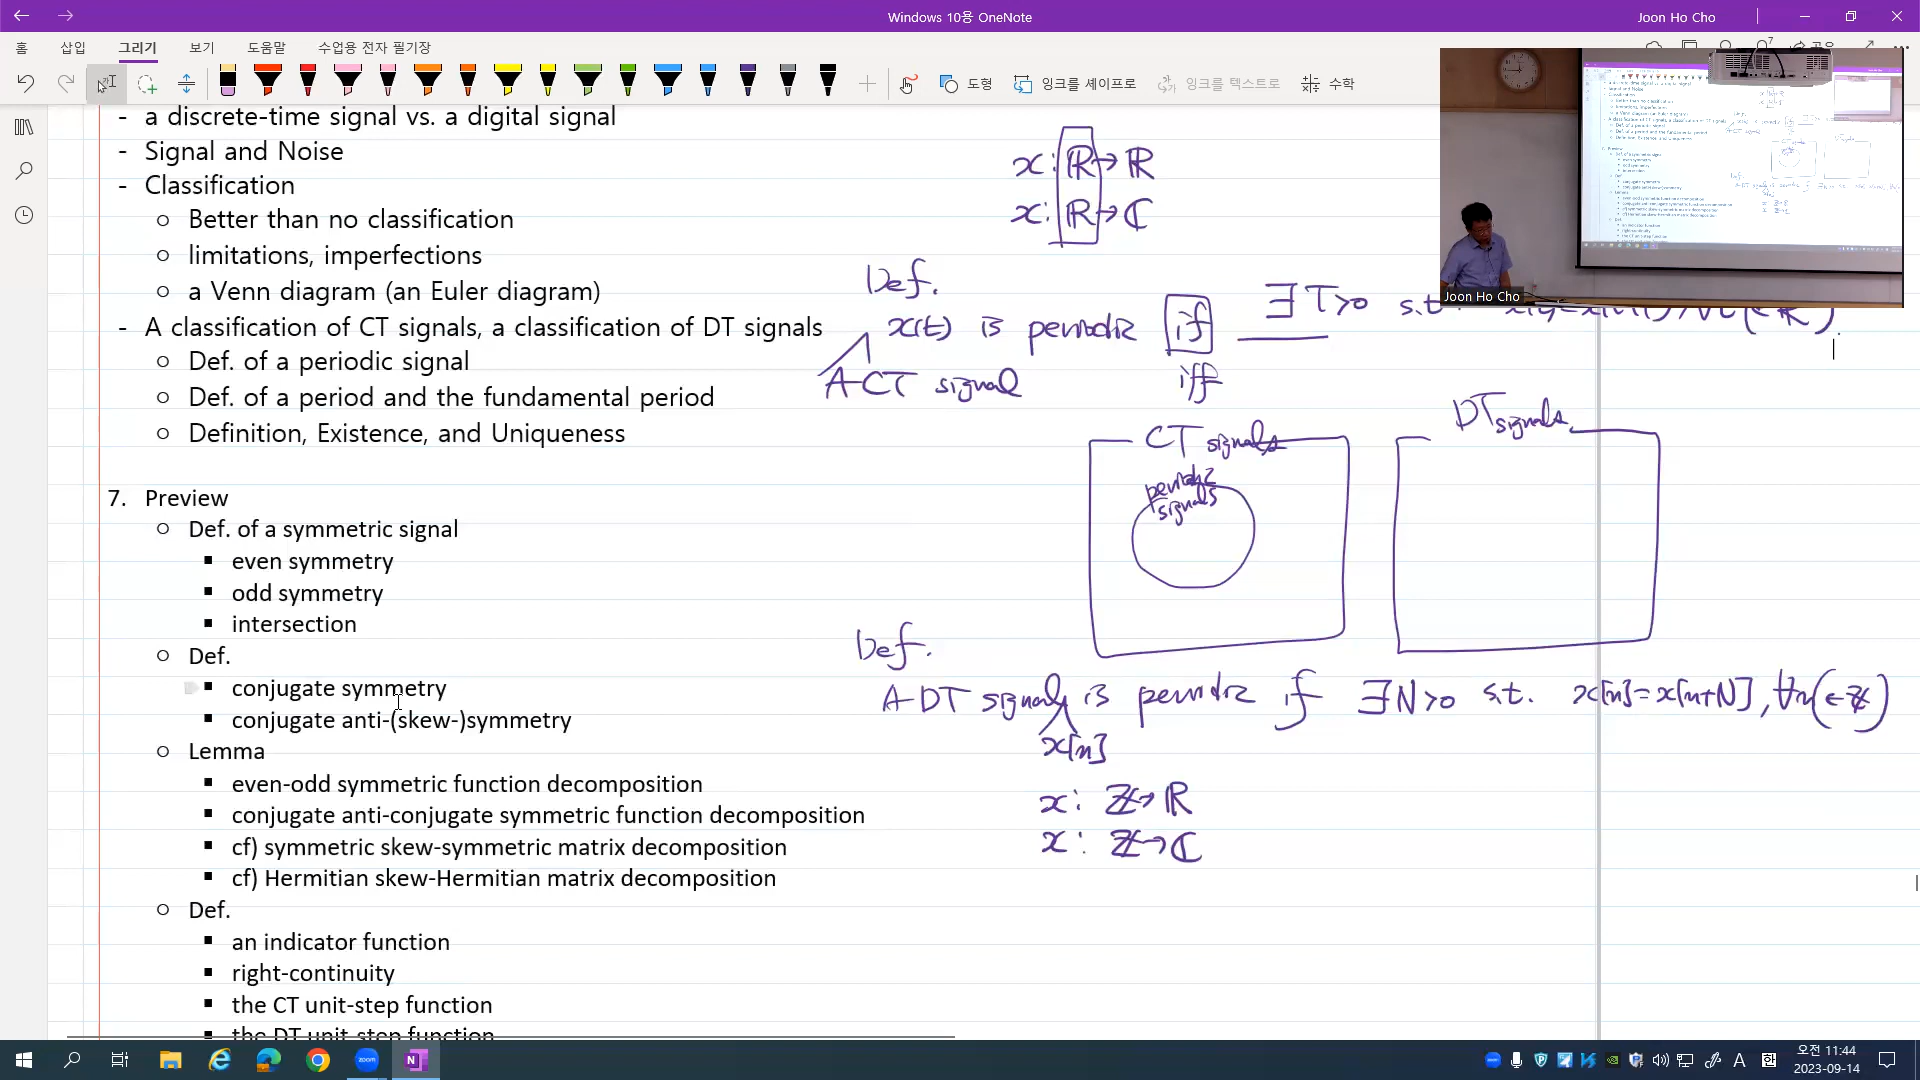 Windows 10용 OneNote
Joon Ho Cho
홈 삽입 그리기 보기 도움말 수업용 전자 필기장
도형 잉크를 셰이프로 잉크를 텍스트로 수학
- a discrete-time signal vs. a digital signal
- Signal and Noise
- Classification
o Better than no classification
o limitations, imperfections
o a Venn diagram (an Euler diagram)
- A classification of CT signals, a classification of DT signals
o Def. of a periodic signal
o Def. of a period and the fundamental period
o Definition, Existence, and Uniqueness
7. Preview
o Def. of a symmetric signal
▪ even symmetry
▪ odd symmetry
▪ intersection
o Def.
▪ conjugate symmetry
▪ conjugate anti-(skew-)symmetry
o Lemma
▪ even-odd symmetric function decomposition
▪ conjugate anti-conjugate symmetric function decomposition
▪ cf) symmetric skew-symmetric matrix decomposition
▪ cf) Hermitian skew-Hermitian matrix decomposition
o Def.
▪ an indicator function
▪ right-continuity
▪ the CT unit-step function
▪ the DT unit-step function
x: ℝ→ℝ
x: ℝ→ℂ
Def.
x(t) is periodic if ∃T>0 s.t.
A CT signal iff
CT signals
periodic signals
DT signals
Def.
A DT signal is periodic if ∃N>0 s.t. x[n]=x[n+N], ∀n(∈ℤ)
x[n]
x: ℤ→ℝ
x: ℤ→ℂ
Joon Ho Cho
오전 11:44
2023-09-14